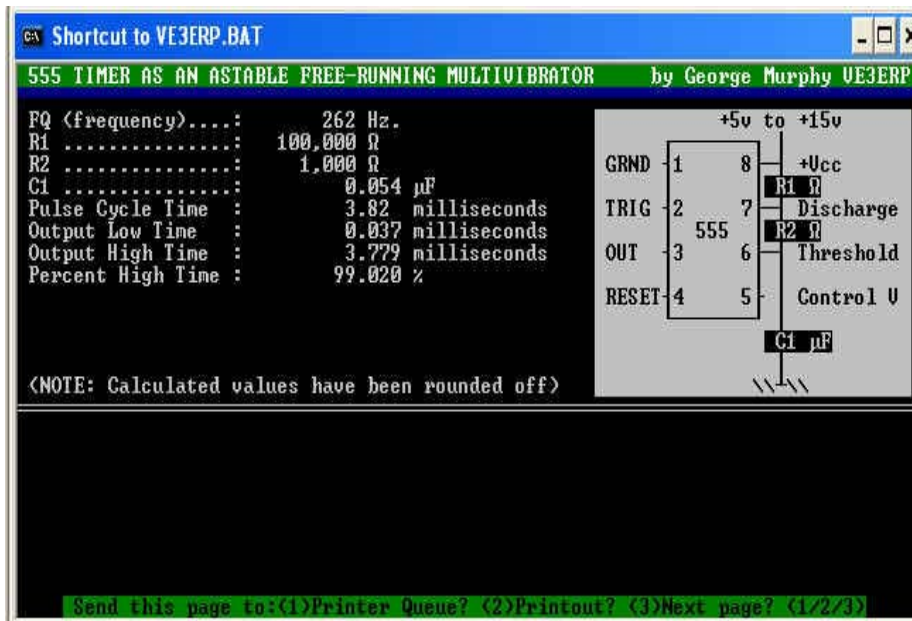 Shortcut to VE3ERP.BAT
555 TIMER AS AN ASTABLE FREE-RUNNING MULTIVIBRATOR by George Murphy VE3ERP
FQ (frequency)....: 262 Hz.
R1 ...............: 100,000 Ω
R2 ...............: 1,000 Ω
C1 ...............: 0.054 µF
Pulse Cycle Time : 3.82 milliseconds
Output Low Time : 0.037 milliseconds
Output High Time : 3.779 milliseconds
Percent High Time : 99.020 %
(NOTE: Calculated values have been rounded off)
+5v to +15v
GRND 1 8 +Vcc
R1 Ω
TRIG 2 7 Discharge
555 R2 Ω
OUT 3 6 Threshold
RESET 4 5 Control V
C1 µF
Send this page to:(1)Printer Queue? (2)Printout? (3)Next page? (1/2/3)